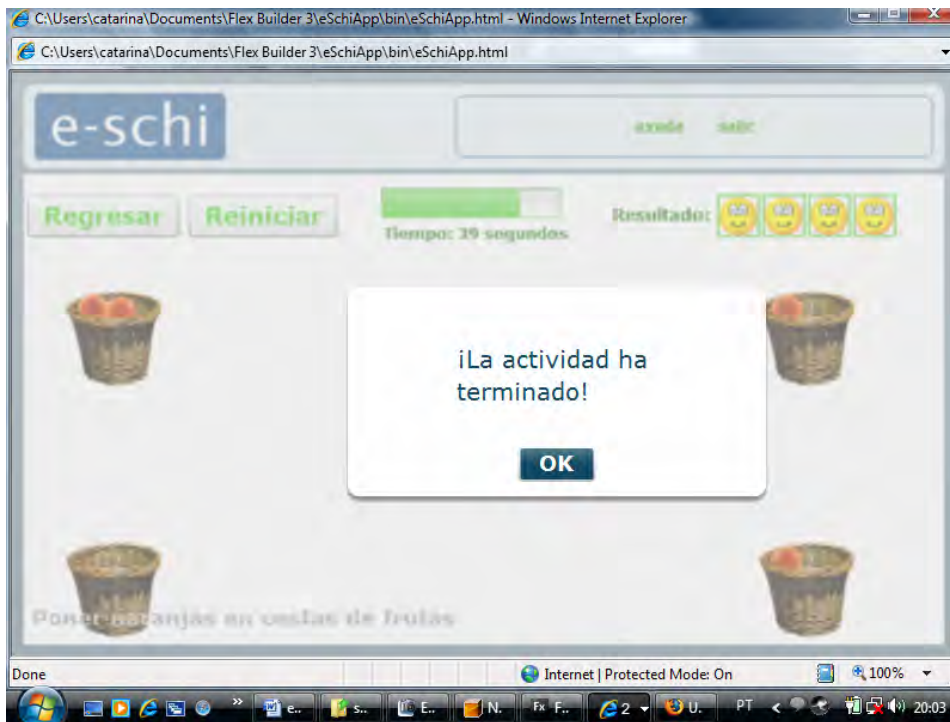 C:\Users\catarina\Documents\Flex Builder 3\eSchiApp\bin\eSchiApp.html - Windows Internet Explorer
C:\Users\catarina\Documents\Flex Builder 3\eSchiApp\bin\eSchiApp.html
e-schi
ayuda salir
Regresar Reiniciar
Tiempo: 39 segundos
Resultado:
¡La actividad ha
terminado!
OK
Poner naranjas en cestas de frutas
Done Internet | Protected Mode: On 100%
e.. s.. E.. N.. Fx F.. 2 U.. PT 20:03